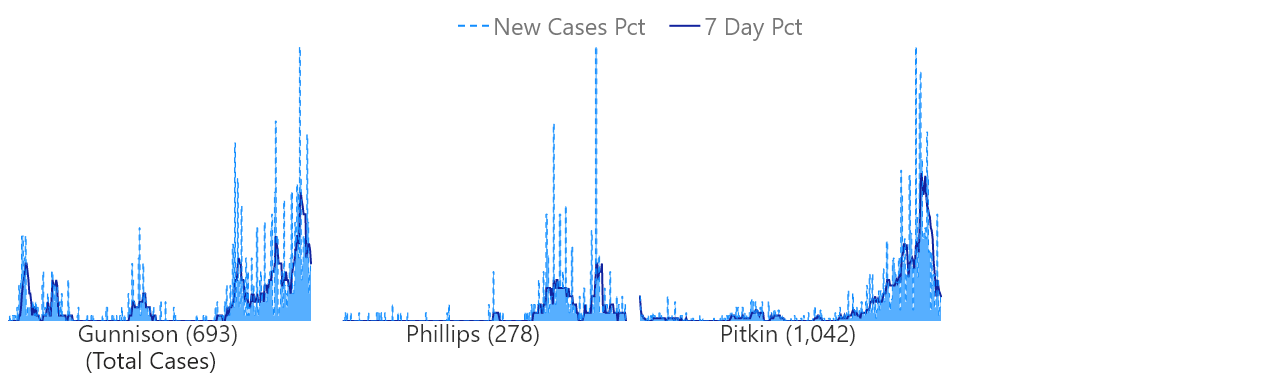 New Cases Pct 7 Day Pct
Gunnison (693) Phillips (278) Pitkin (1,042)
(Total Cases)